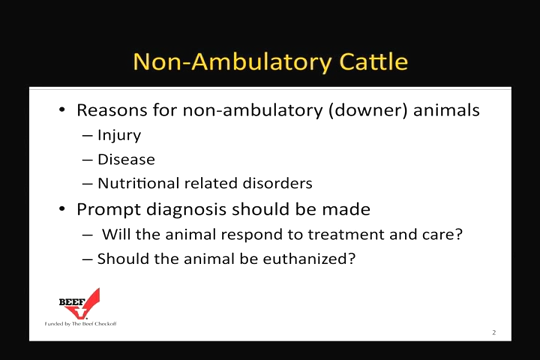 Non-Ambulatory Cattle
• Reasons for non-ambulatory (downer) animals
– Injury
– Disease
– Nutritional related disorders
• Prompt diagnosis should be made
– Will the animal respond to treatment and care?
– Should the animal be euthanized?
BEEF
Funded by The Beef Checkoff
2